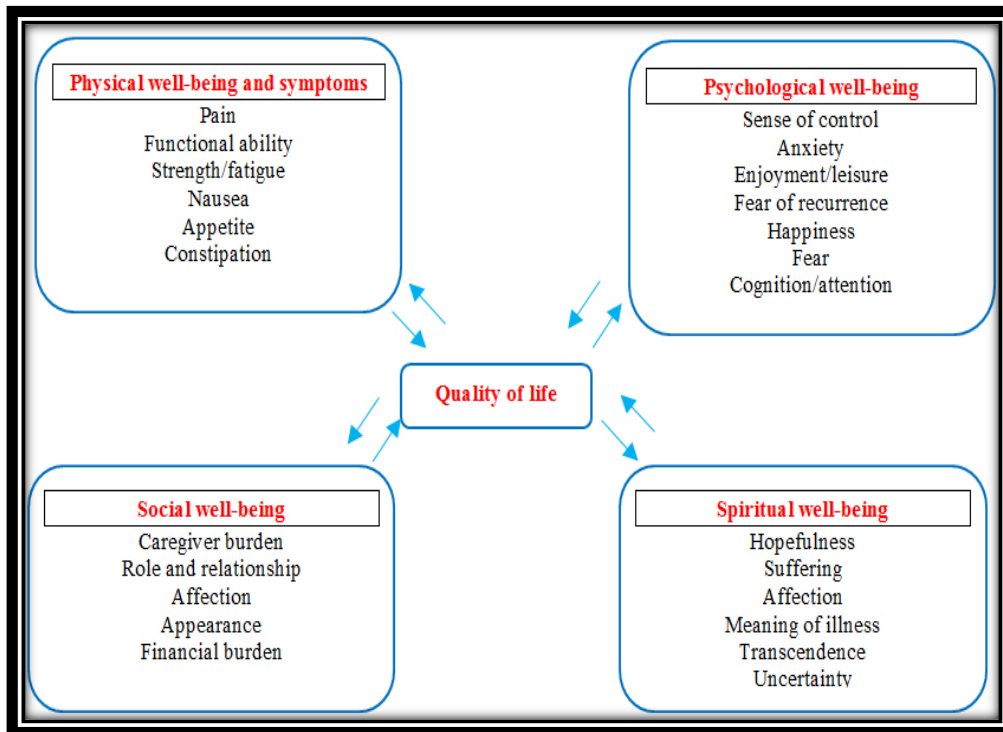 Physical well-being and symptoms
Pain
Functional ability
Strength/fatigue
Nausea
Appetite
Constipation
Psychological well-being
Sense of control
Anxiety
Enjoyment/leisure
Fear of recurrence
Happiness
Fear
Cognition/attention
Quality of life
Social well-being
Caregiver burden
Role and relationship
Affection
Appearance
Financial burden
Spiritual well-being
Hopefulness
Suffering
Affection
Meaning of illness
Transcendence
Uncertainty